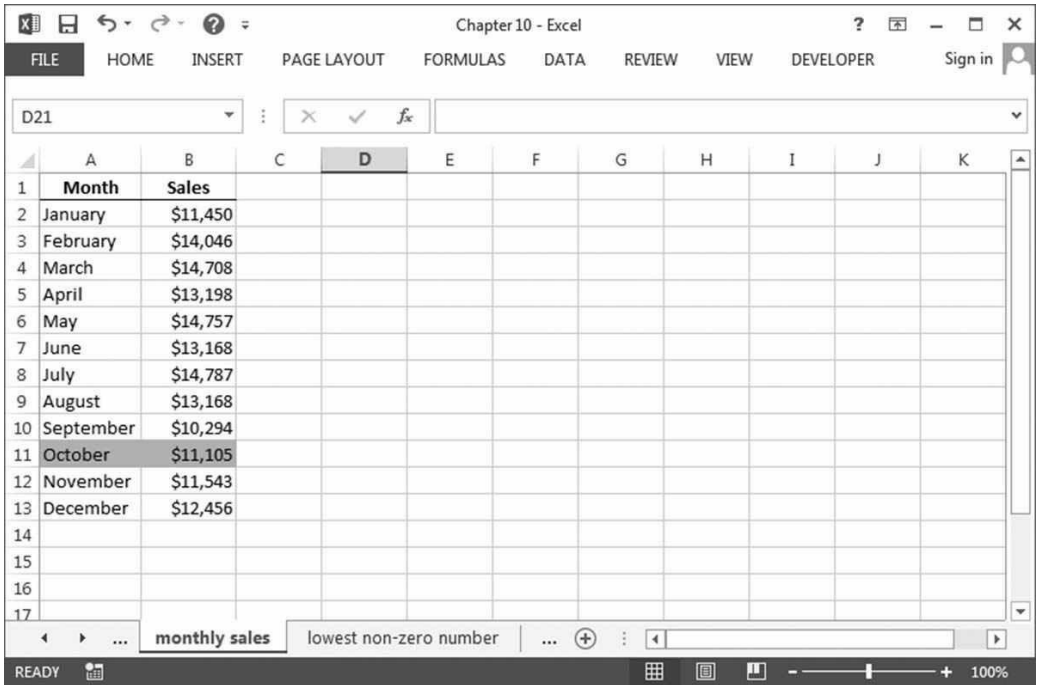 Chapter 10 - Excel ?
FILE HOME INSERT PAGE LAYOUT FORMULAS DATA REVIEW VIEW DEVELOPER Sign in
D21 fx
A B C D E F G H I J K
1 Month Sales
2 January $11,450
3 February $14,046
4 March $14,708
5 April $13,198
6 May $14,757
7 June $13,168
8 July $14,787
9 August $13,168
10 September $10,294
11 October $11,105
12 November $11,543
13 December $12,456
14
15
16
17
... monthly sales lowest non-zero number ...
READY 100%